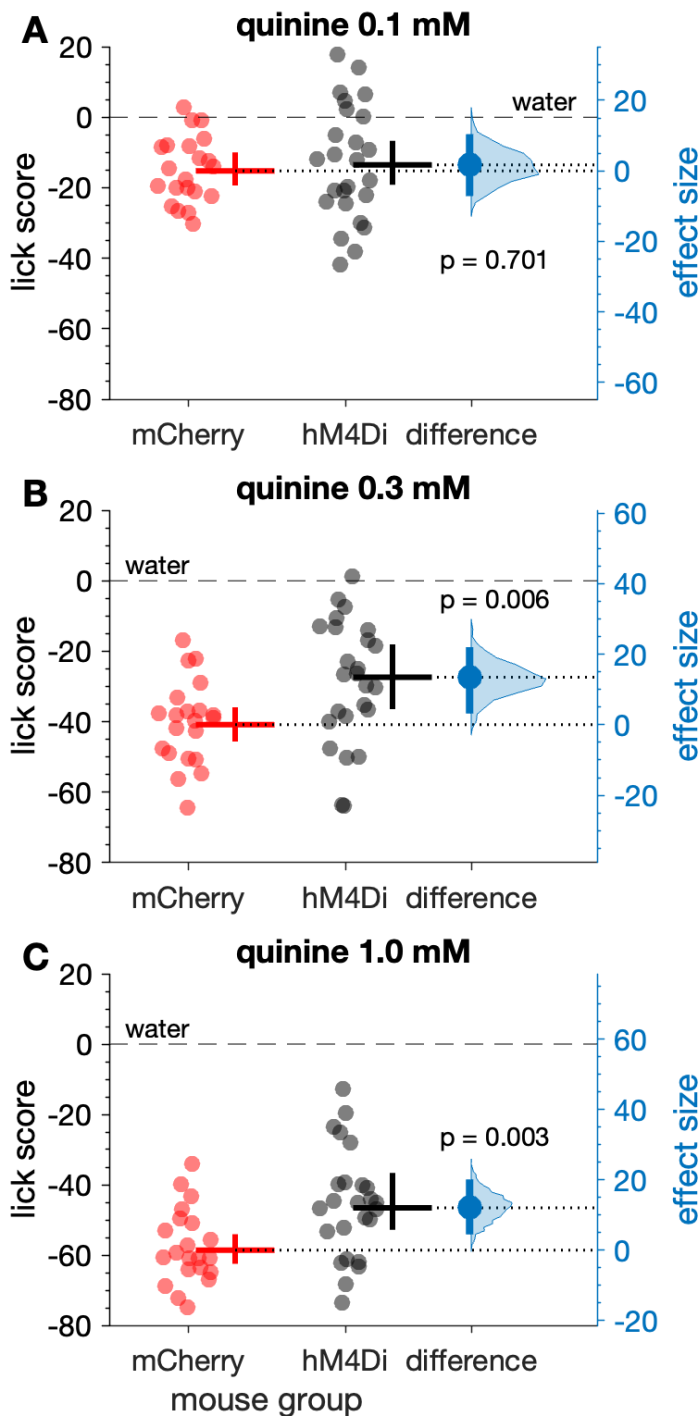 A
quinine 0.1 mM
20
0
-20
-40
-60
-80
lick score
water
p = 0.701
20
0
-20
-40
-60
effect size
mCherry hM4Di difference
B
quinine 0.3 mM
20
0
-20
-40
-60
-80
lick score
water
p = 0.006
60
40
20
0
-20
effect size
mCherry hM4Di difference
C
quinine 1.0 mM
20
0
-20
-40
-60
-80
lick score
water
p = 0.003
60
40
20
0
-20
effect size
mCherry hM4Di difference
mouse group